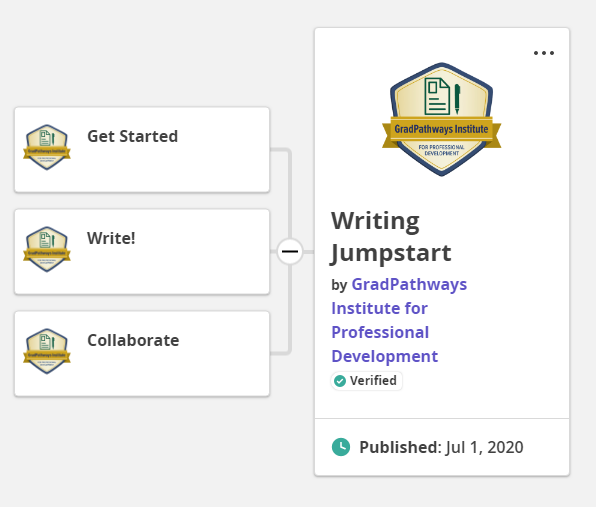 Get Started
Write!
Collaborate
GradPathways Institute
FOR PROFESSIONAL
DEVELOPMENT
Writing
Jumpstart
by GradPathways
Institute for
Professional
Development
Verified
Published: Jul 1, 2020